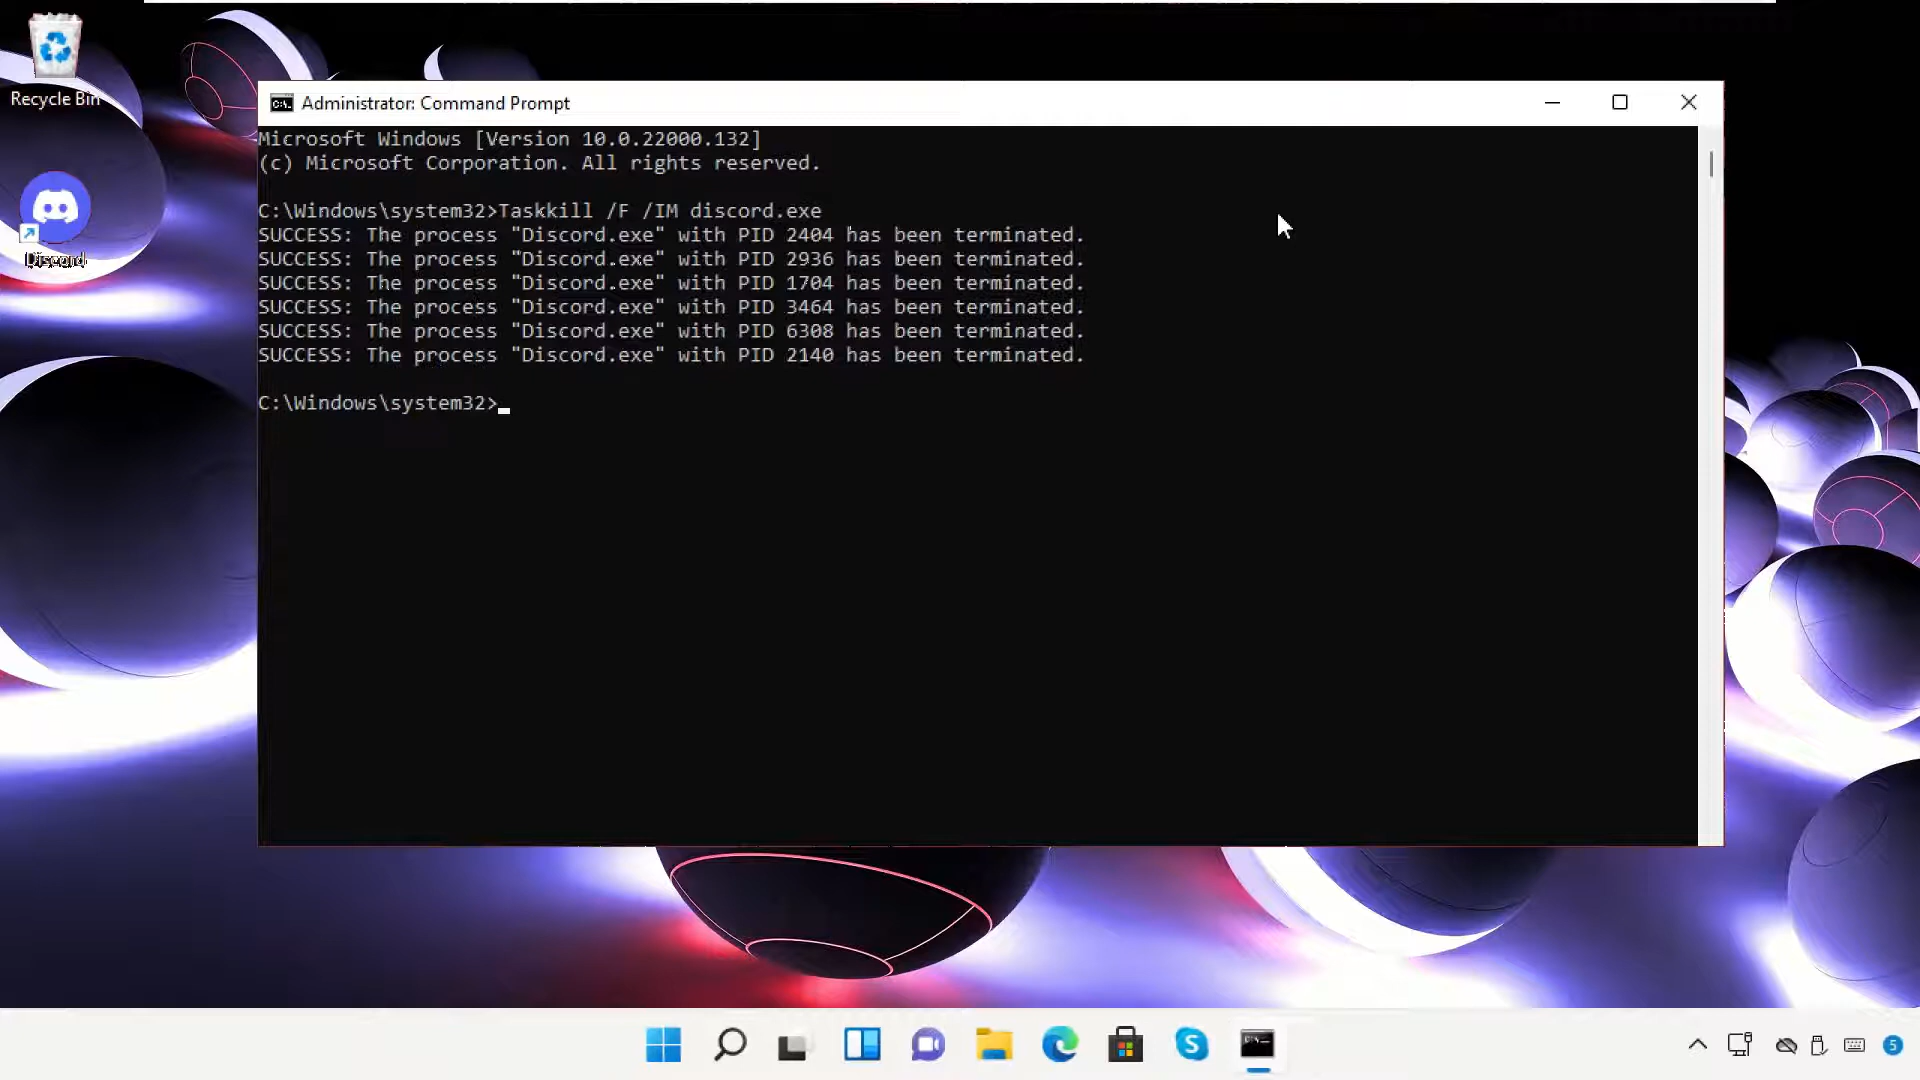 Recycle Bin
Discord
Administrator: Command Prompt
Microsoft Windows [Version 10.0.22000.132]
(c) Microsoft Corporation. All rights reserved.
C:\Windows\system32>Taskkill /F /IM discord.exe
SUCCESS: The process "Discord.exe" with PID 2404 has been terminated.
SUCCESS: The process "Discord.exe" with PID 2936 has been terminated.
SUCCESS: The process "Discord.exe" with PID 1704 has been terminated.
SUCCESS: The process "Discord.exe" with PID 3464 has been terminated.
SUCCESS: The process "Discord.exe" with PID 6308 has been terminated.
SUCCESS: The process "Discord.exe" with PID 2140 has been terminated.
C:\Windows\system32>
5